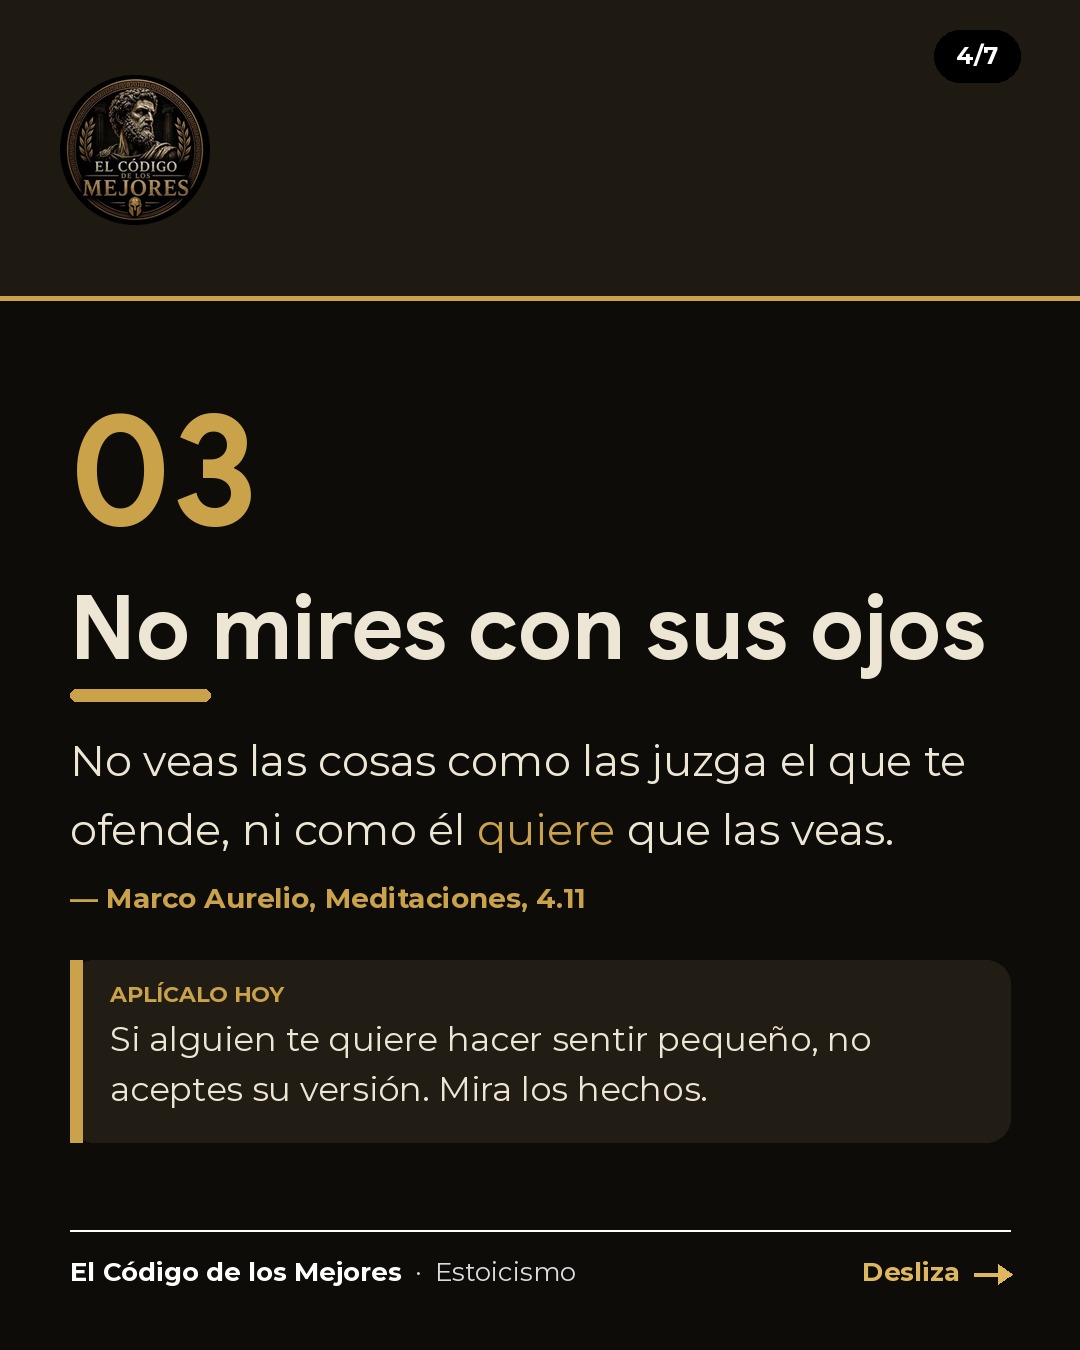 4/7
EL CÓDIGO
DE LOS
MEJORES
03
No mires con sus ojos
No veas las cosas como las juzga el que te
ofende, ni como él quiere que las veas.
— Marco Aurelio, Meditaciones, 4.11
APLÍCALO HOY
Si alguien te quiere hacer sentir pequeño, no
aceptes su versión. Mira los hechos.
El Código de los Mejores · Estoicismo
Desliza